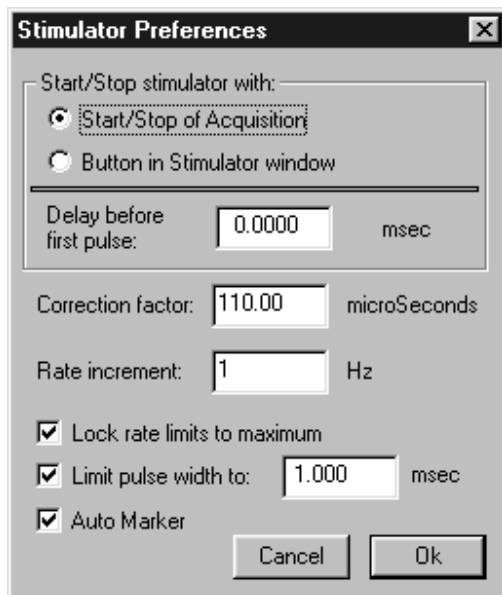 Stimulator Preferences
Start/Stop stimulator with:
Start/Stop of Acquisition
Button in Stimulator window
Delay before
first pulse:
0.0000 msec
Correction factor: 110.00 microSeconds
Rate increment: 1 Hz
Lock rate limits to maximum
Limit pulse width to: 1.000 msec
Auto Marker
Cancel Ok